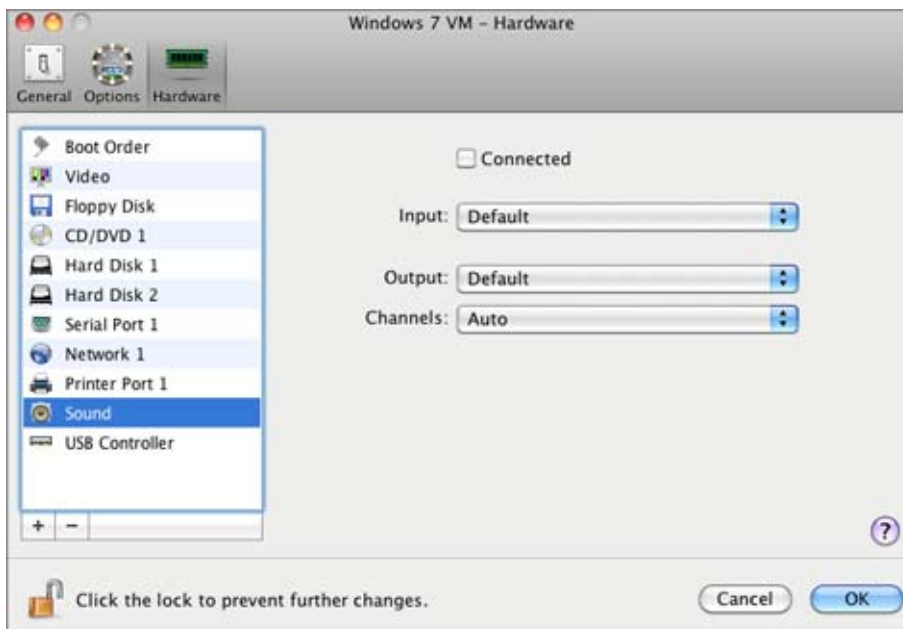 Windows 7 VM – Hardware
General Options Hardware
Boot Order
Video
Floppy Disk
CD/DVD 1
Hard Disk 1
Hard Disk 2
Serial Port 1
Network 1
Printer Port 1
Sound
USB Controller
+ −
Connected
Input: Default
Output: Default
Channels: Auto
?
Click the lock to prevent further changes.
Cancel OK